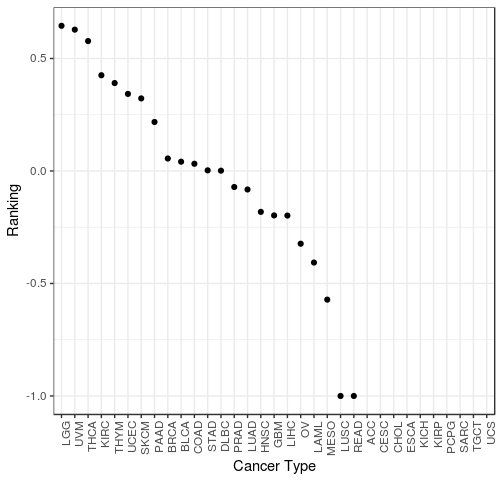 0.5
0.0
-0.5
-1.0
Ranking
LGG
UVM
THCA
KIRC
THYM
UCEC
SKCM
PAAD
BRCA
BLCA
COAD
STAD
DLBC
PRAD
LUAD
HNSC
GBM
LIHC
OV
LAML
MESO
LUSC
READ
ACC
CESC
CHOL
ESCA
KICH
KIRP
PCPG
SARC
TGCT
UCS
Cancer Type